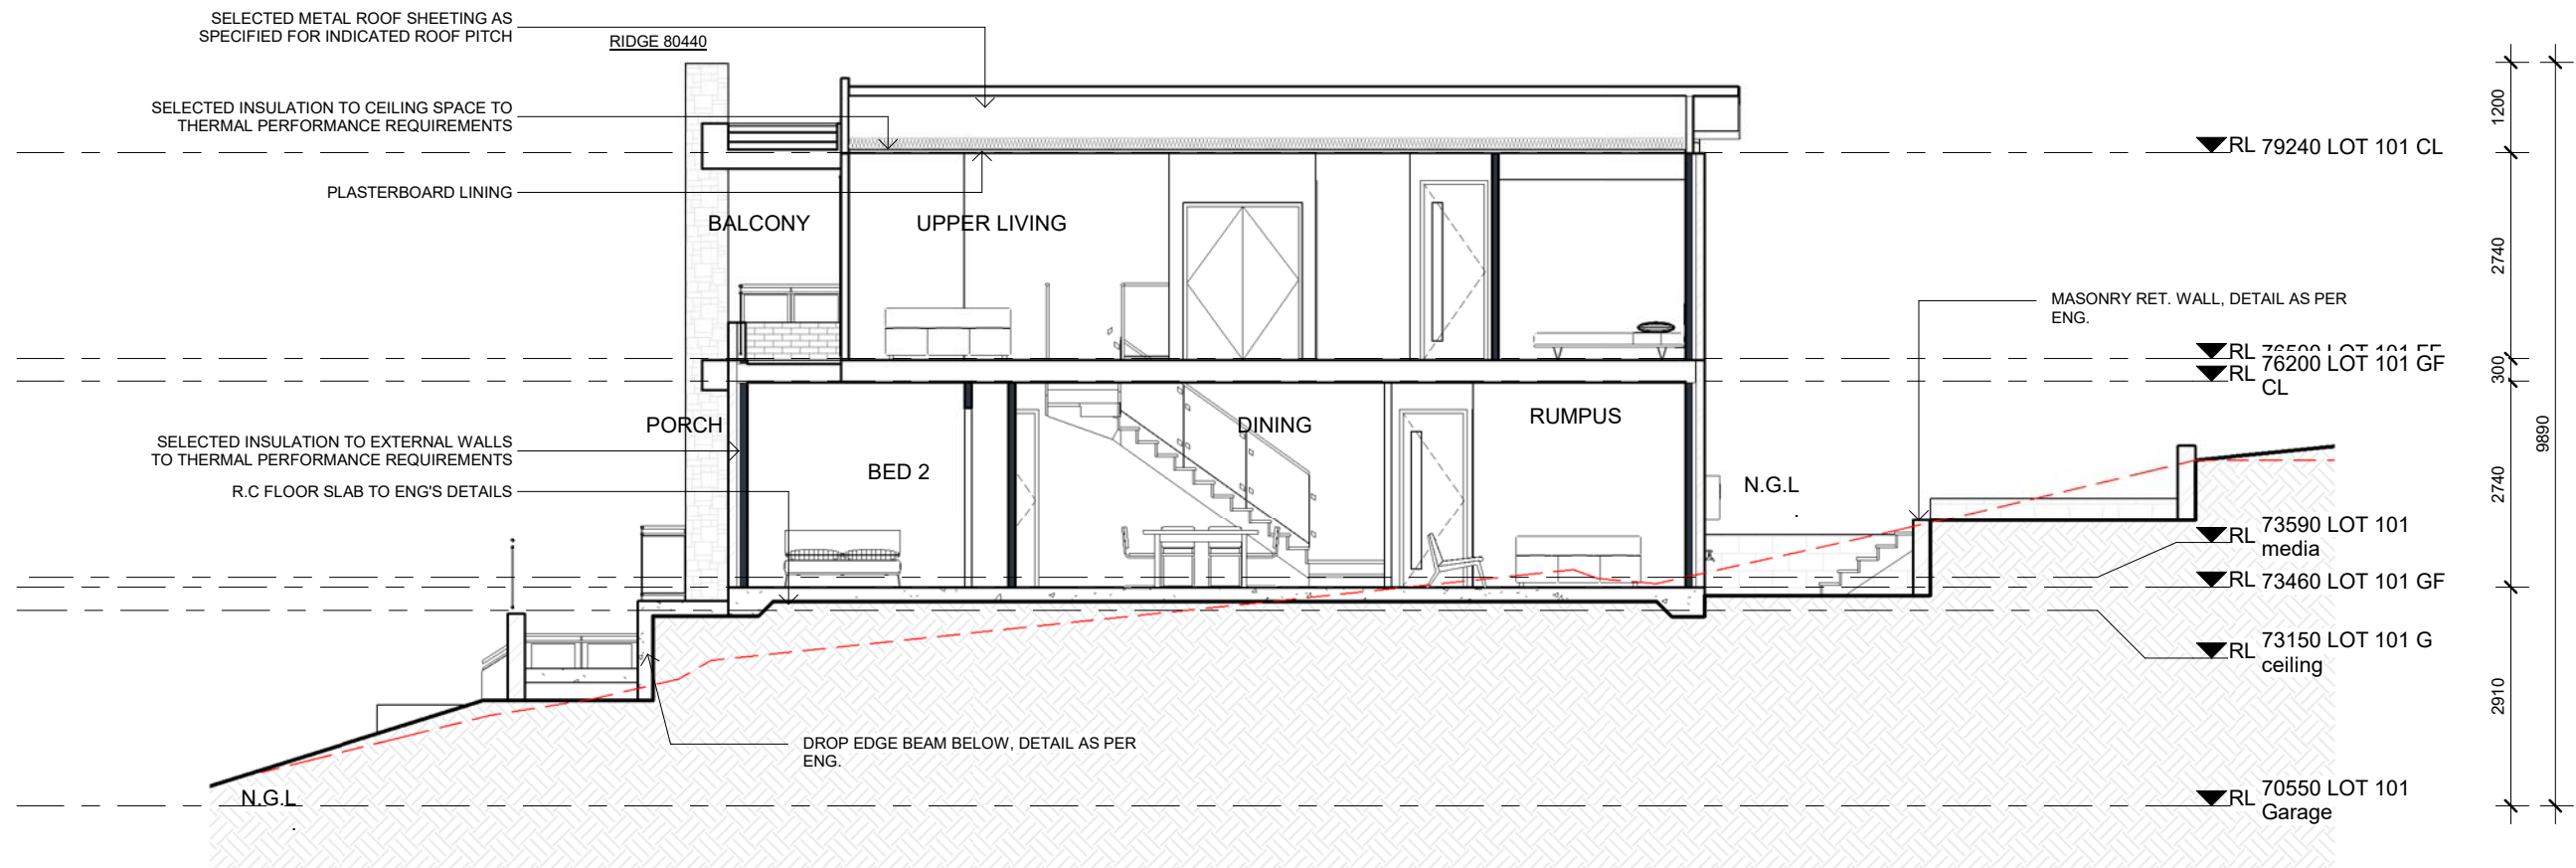 SELECTED METAL ROOF SHEETING AS
SPECIFIED FOR INDICATED ROOF PITCH
RIDGE 80440
SELECTED INSULATION TO CEILING SPACE TO
THERMAL PERFORMANCE REQUIREMENTS
PLASTERBOARD LINING
BALCONY
UPPER LIVING
PORCH
SELECTED INSULATION TO EXTERNAL WALLS
TO THERMAL PERFORMANCE REQUIREMENTS
R.C FLOOR SLAB TO ENG'S DETAILS
BED 2
DINING
RUMPUS
N.G.L
.
MASONRY RET. WALL, DETAIL AS PER
ENG.
DROP EDGE BEAM BELOW, DETAIL AS PER
ENG.
N.G.L
.
RL 79240 LOT 101 CL
RL 76500 LOT 101
RL 76200 LOT 101 GF
CL
RL 73590 LOT 101
media
RL 73460 LOT 101 GF
RL 73150 LOT 101 G
ceiling
RL 70550 LOT 101
Garage
1200
2740
300
2740
2910
9890